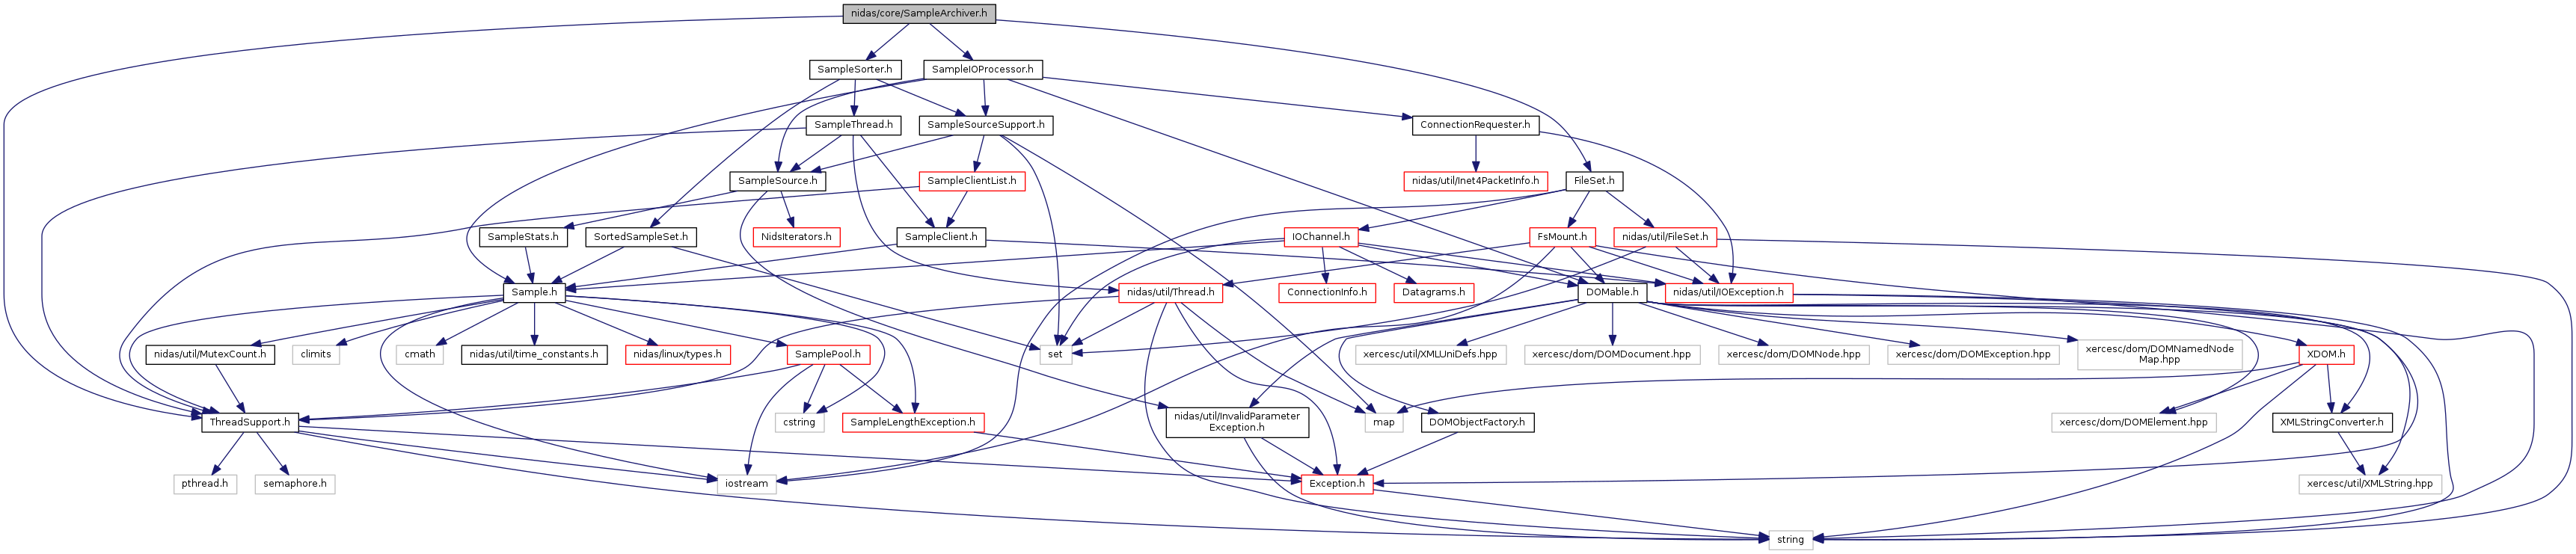 nidas/core/SampleArchiver.h
SampleSorter.h
SampleIOProcessor.h
SampleThread.h
SampleSourceSupport.h
ConnectionRequester.h
SampleSource.h
SampleClientList.h
nidas/util/Inet4PacketInfo.h
FileSet.h
SampleStats.h
SortedSampleSet.h
NidsIterators.h
SampleClient.h
IOChannel.h
FsMount.h
nidas/util/FileSet.h
Sample.h
nidas/util/Thread.h
ConnectionInfo.h
Datagrams.h
DOMable.h
nidas/util/IOException.h
nidas/util/MutexCount.h
climits
cmath
nidas/util/time_constants.h
nidas/linux/types.h
SamplePool.h
set
xercesc/util/XMLUniDefs.hpp
xercesc/dom/DOMDocument.hpp
xercesc/dom/DOMNode.hpp
xercesc/dom/DOMException.hpp
xercesc/dom/DOMNamedNode
Map.hpp
XDOM.h
ThreadSupport.h
cstring
SampleLengthException.h
nidas/util/InvalidParameter
Exception.h
map
DOMObjectFactory.h
xercesc/dom/DOMElement.hpp
XMLStringConverter.h
pthread.h
semaphore.h
iostream
Exception.h
xercesc/util/XMLString.hpp
string